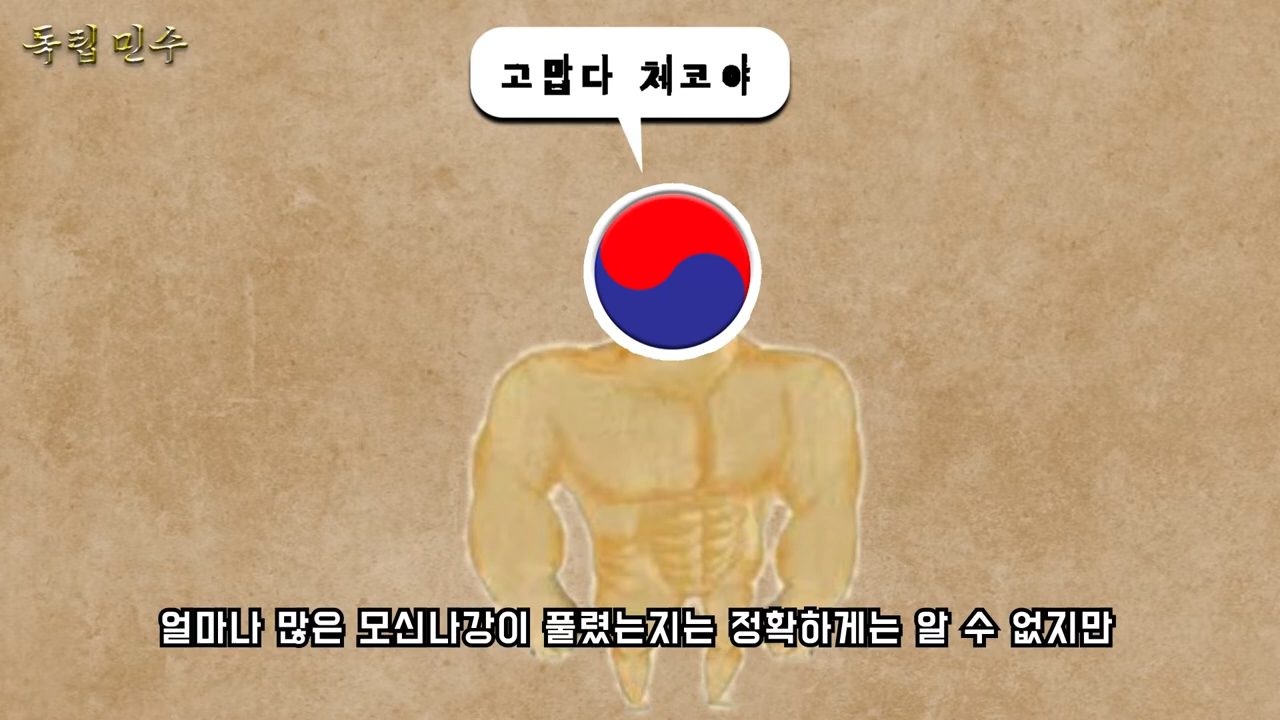 독립 민수
고맙다 체코야
얼마나 많은 모신나강이 풀렸는지는 정확하게는 알 수 없지만